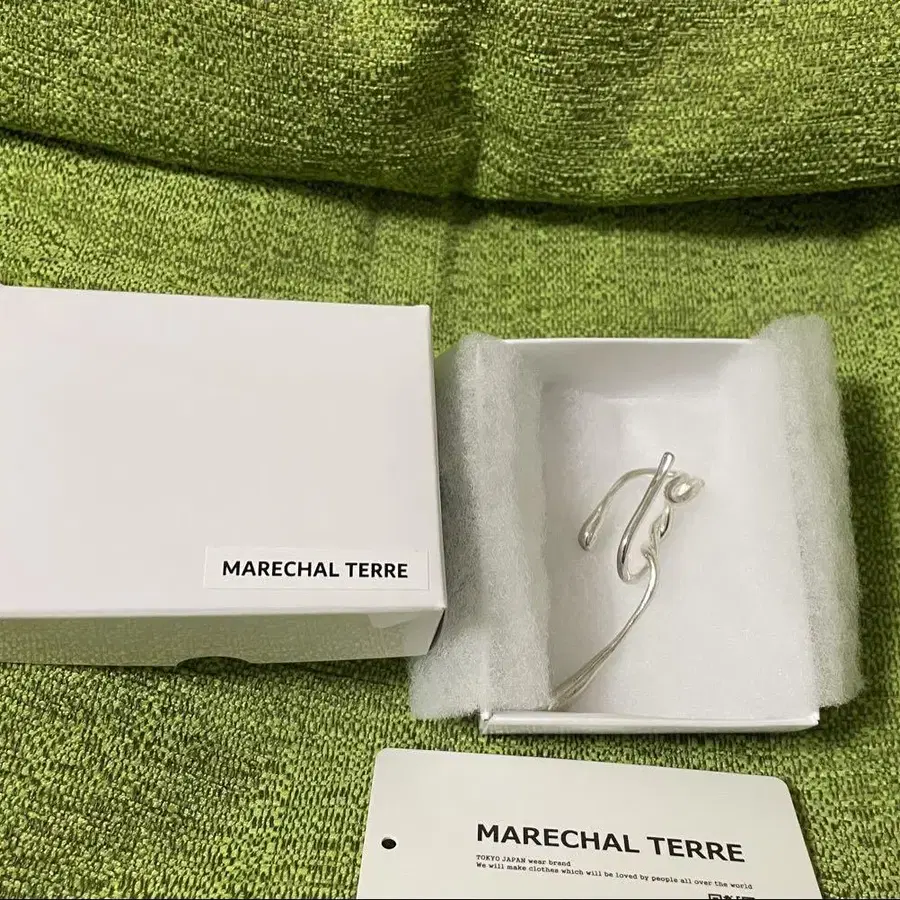 MARECHAL TERRE
MARECHAL TERRE
TOKYO JAPAN wear brand
We will make clothes which will be loved by people all over the world